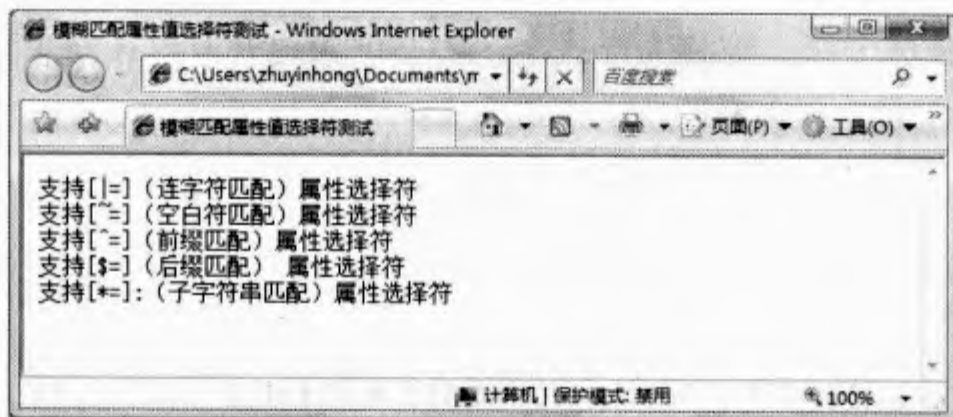 模糊匹配属性值选择符测试 - Windows Internet Explorer
C:\Users\zhuyinhong\Documents\m
百度搜索
模糊匹配属性值选择符测试
页面(P)
工具(O)
支持[|=]（连字符匹配）属性选择符
支持[~=]（空白符匹配）属性选择符
支持[^=]（前缀匹配）属性选择符
支持[$=]（后缀匹配） 属性选择符
支持[*=]:（子字符串匹配）属性选择符
计算机 | 保护模式: 禁用
100%